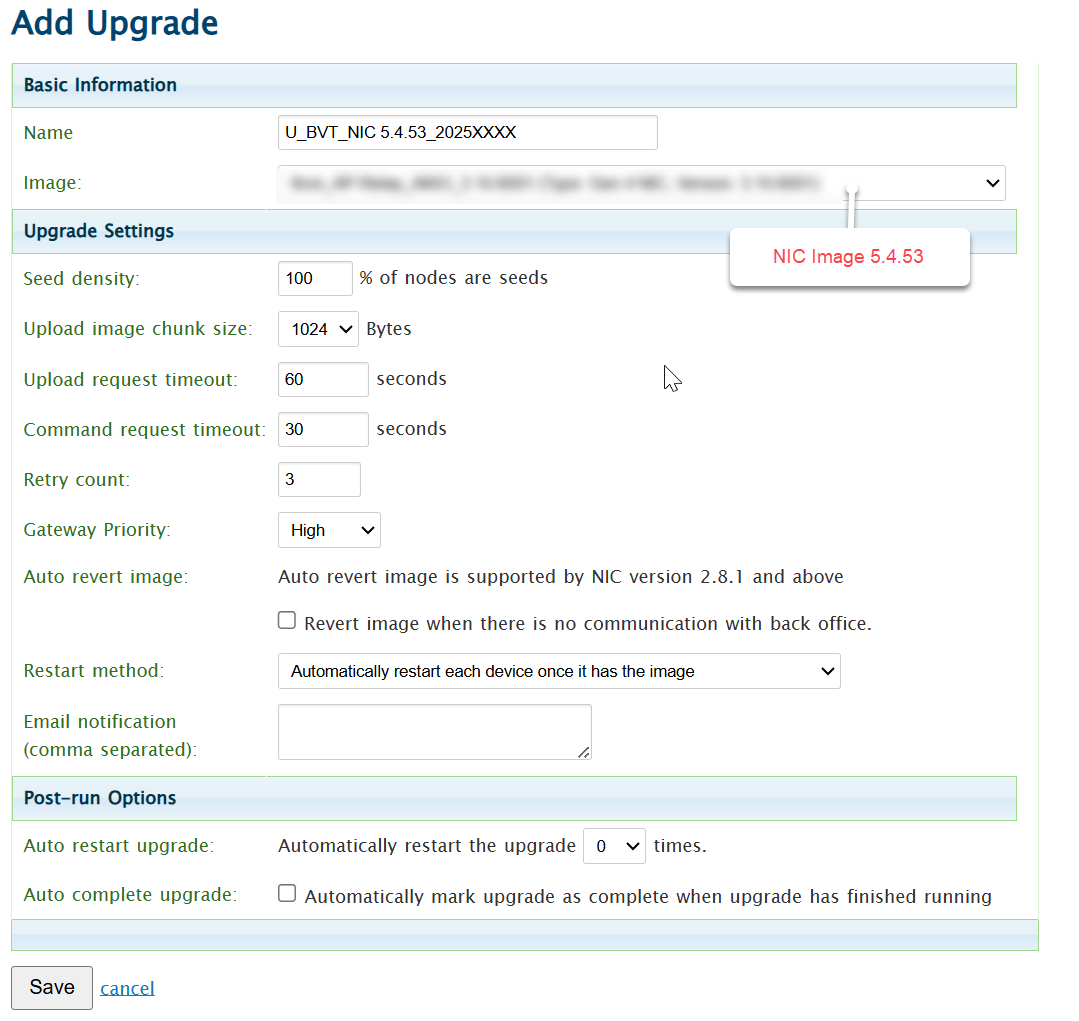 Add Upgrade
Basic Information
Name U_BVT_NIC 5.4.53_2025XXXX
Image:
Upgrade Settings
NIC Image 5.4.53
Seed density: 100 % of nodes are seeds
Upload image chunk size: 1024 Bytes
Upload request timeout: 60 seconds
Command request timeout: 30 seconds
Retry count: 3
Gateway Priority: High
Auto revert image: Auto revert image is supported by NIC version 2.8.1 and above
Revert image when there is no communication with back office.
Restart method: Automatically restart each device once it has the image
Email notification
(comma separated):
Post-run Options
Auto restart upgrade: Automatically restart the upgrade 0 times.
Auto complete upgrade: Automatically mark upgrade as complete when upgrade has finished running
Save cancel